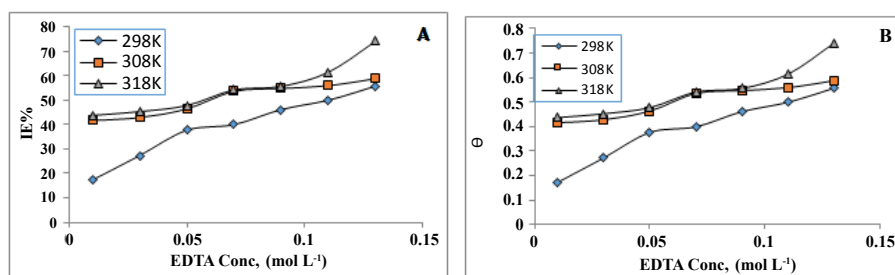 80
70
60
50
40
30
20
10
0
IE%
298K
308K
318K
A
0
0.05
0.1
0.15
EDTA Conc, (mol L⁻¹)
0.8
0.7
0.6
0.5
0.4
0.3
0.2
0.1
0
Ө
298K
308K
318K
B
0
0.05
0.1
0.15
EDTA Conc, (mol L⁻¹)